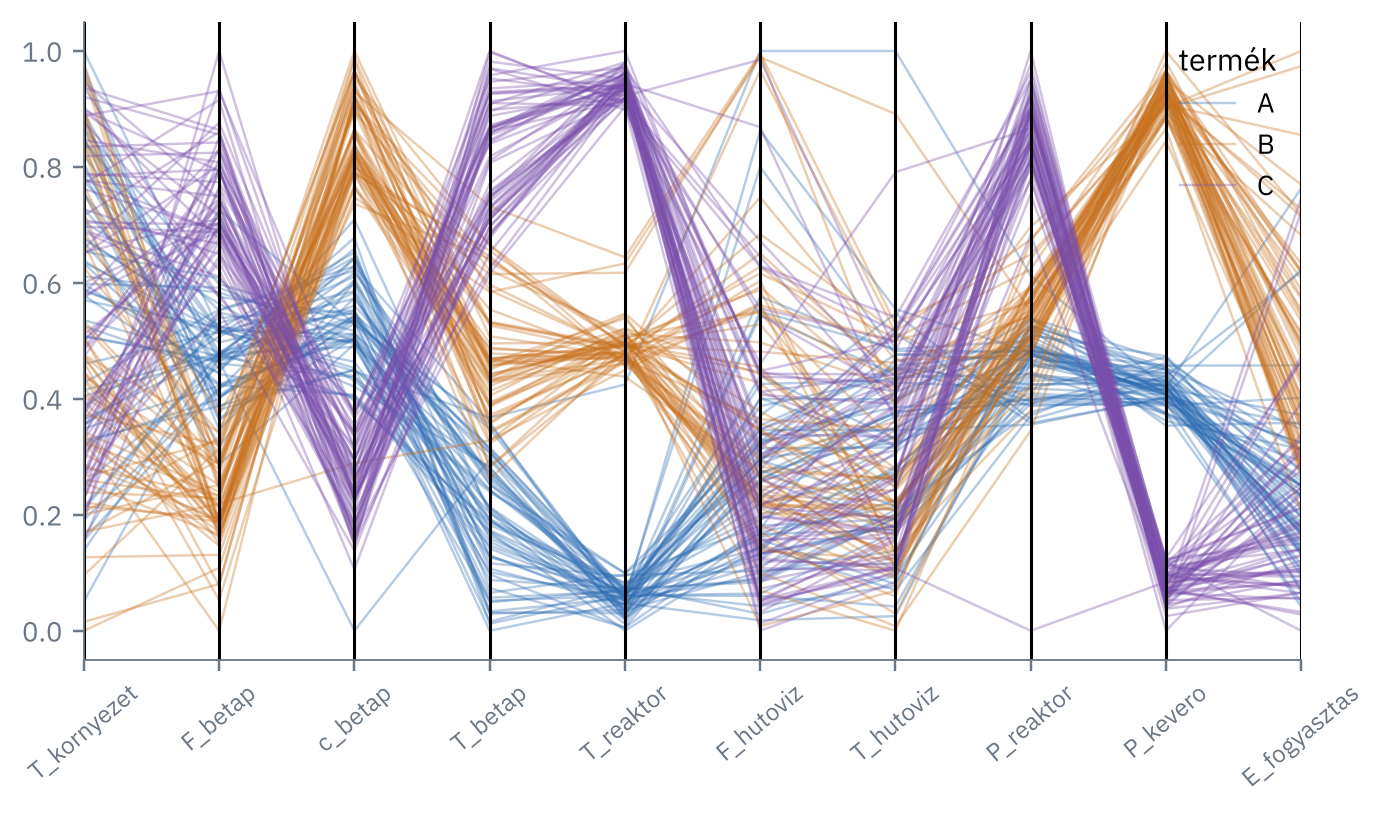 1.0
0.8
0.6
0.4
0.2
0.0
termék
A
B
C
T_kornyezet
F_betap
c_betap
T_betap
T_reaktor
F_hutoviz
T_hutoviz
P_reaktor
P_kevero
E_fogyasztas